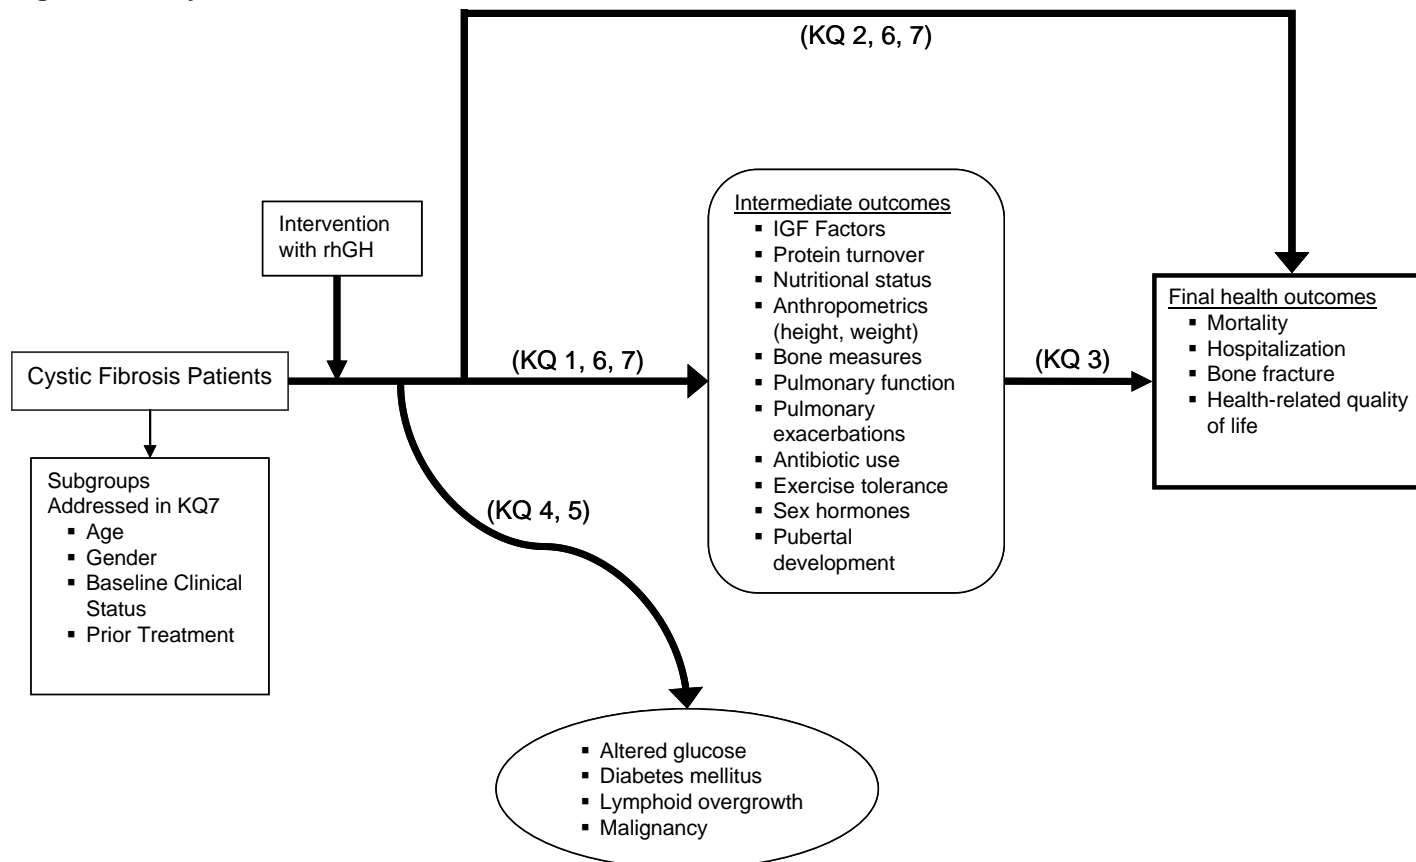 (KQ 2, 6, 7)
Intervention
with rhGH
Cystic Fibrosis Patients
(KQ 1, 6, 7)
Subgroups
Addressed in KQ7
▪ Age
▪ Gender
▪ Baseline Clinical
Status
▪ Prior Treatment
(KQ 4, 5)
Intermediate outcomes
▪ IGF Factors
▪ Protein turnover
▪ Nutritional status
▪ Anthropometrics
(height, weight)
▪ Bone measures
▪ Pulmonary function
▪ Pulmonary
exacerbations
▪ Antibiotic use
▪ Exercise tolerance
▪ Sex hormones
▪ Pubertal
development
(KQ 3)
Final health outcomes
▪ Mortality
▪ Hospitalization
▪ Bone fracture
▪ Health-related quality
of life
▪ Altered glucose
▪ Diabetes mellitus
▪ Lymphoid overgrowth
▪ Malignancy